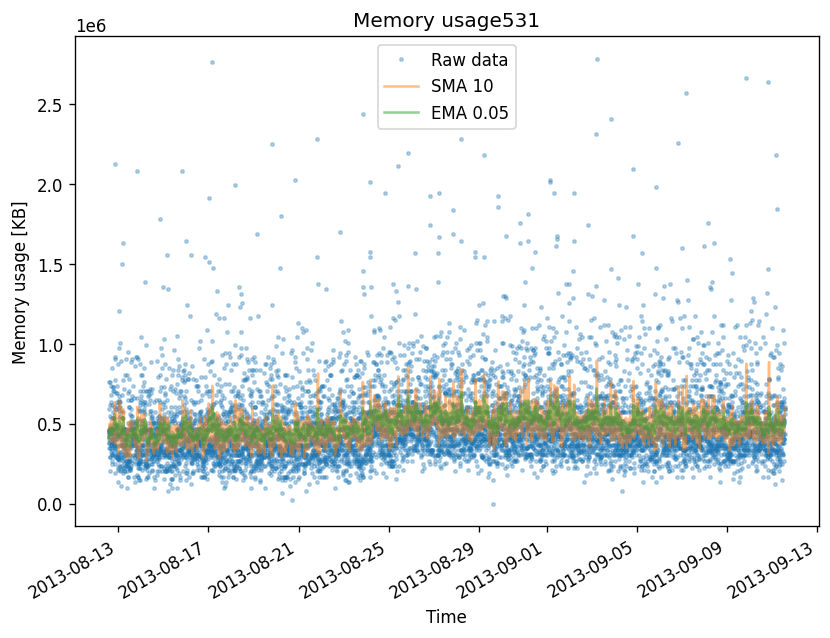 Memory usage531
1e6
Raw data
SMA 10
EMA 0.05
2.5
2.0
1.5
1.0
0.5
0.0
Memory usage [KB]
2013-08-13
2013-08-17
2013-08-21
2013-08-25
2013-08-29
2013-09-01
2013-09-05
2013-09-09
2013-09-13
Time